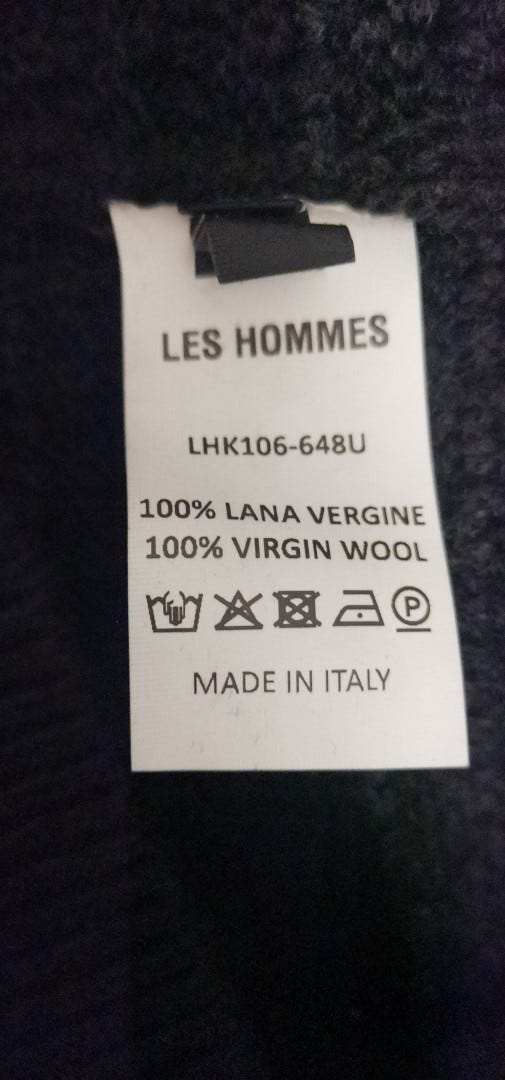 LES HOMMES
LHK106-648U
100% LANA VERGINE
100% VIRGIN WOOL
P
MADE IN ITALY